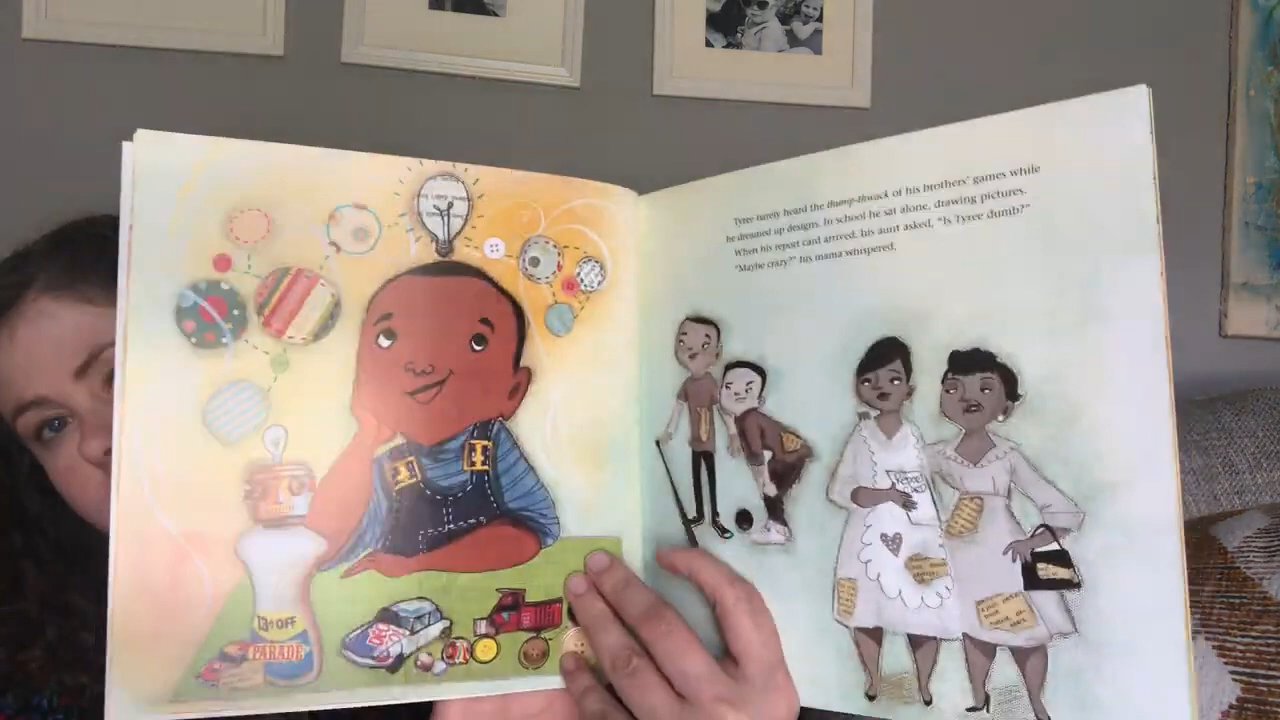 13¢ OFF
PARADE
Tyree rarely heard the thump-thwack of his brothers' games while
he dreamed up designs. In school he sat alone, drawing pictures.
When his report card arrived, his aunt asked, "Is Tyree dumb?"
"Maybe crazy?" his mama whispered.
Report
Card